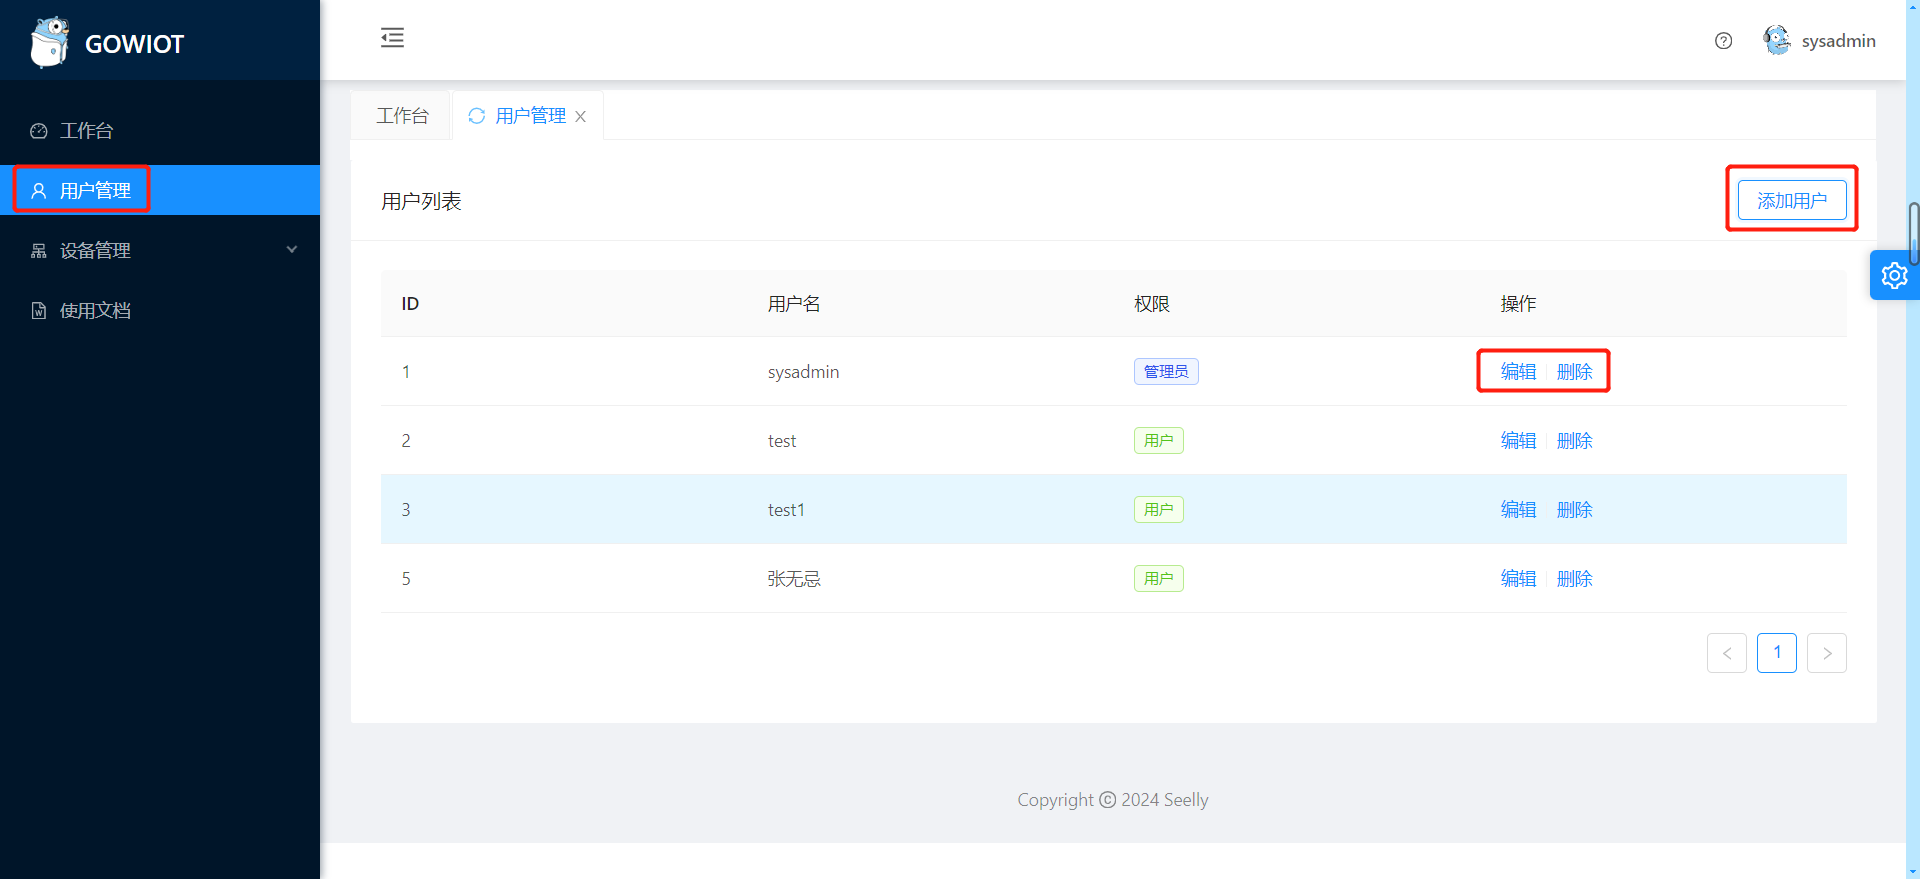 GOWIOT
sysadmin
工作台
用户管理
设备管理
使用文档
工作台 用户管理
用户列表
添加用户
ID 用户名 权限 操作
1 sysadmin 管理员 编辑 删除
2 test 用户 编辑 删除
3 test1 用户 编辑 删除
5 张无忌 用户 编辑 删除
< 1 >
Copyright © 2024 Seelly